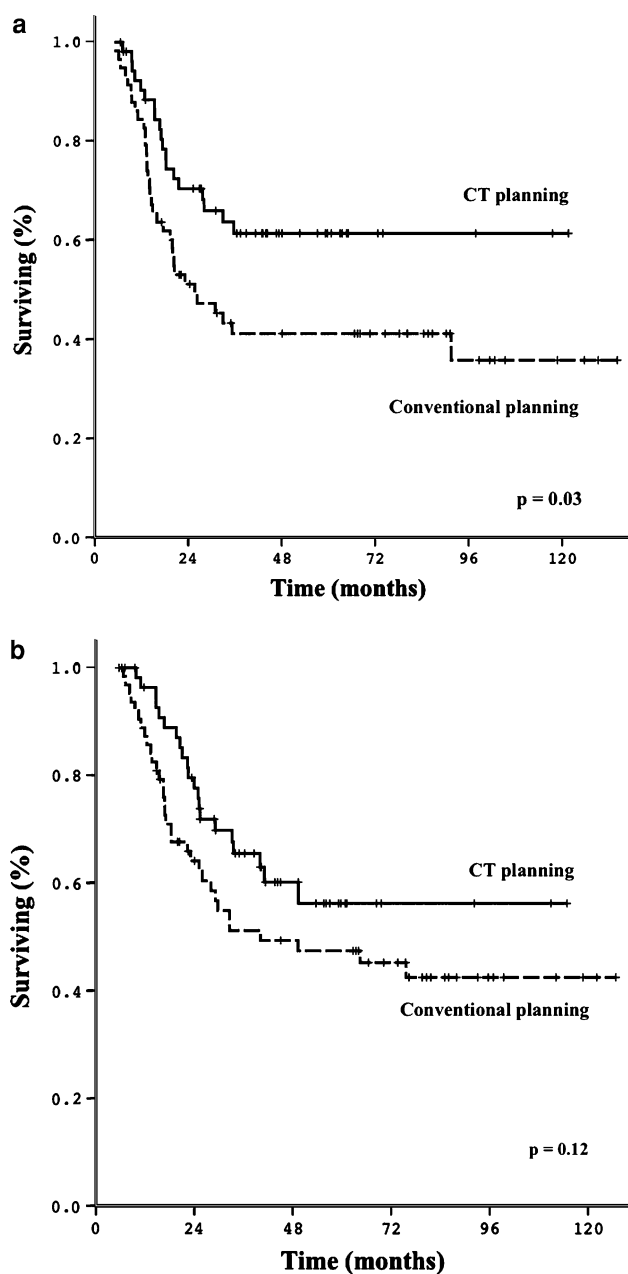 a
1.0
0.8
0.6
0.4
0.2
0.0
Surviving (%)
CT planning
Conventional planning
p = 0.03
0 24 48 72 96 120
Time (months)
b
1.0
0.8
0.6
0.4
0.2
0.0
Surviving (%)
CT planning
Conventional planning
p = 0.12
0 24 48 72 96 120
Time (months)